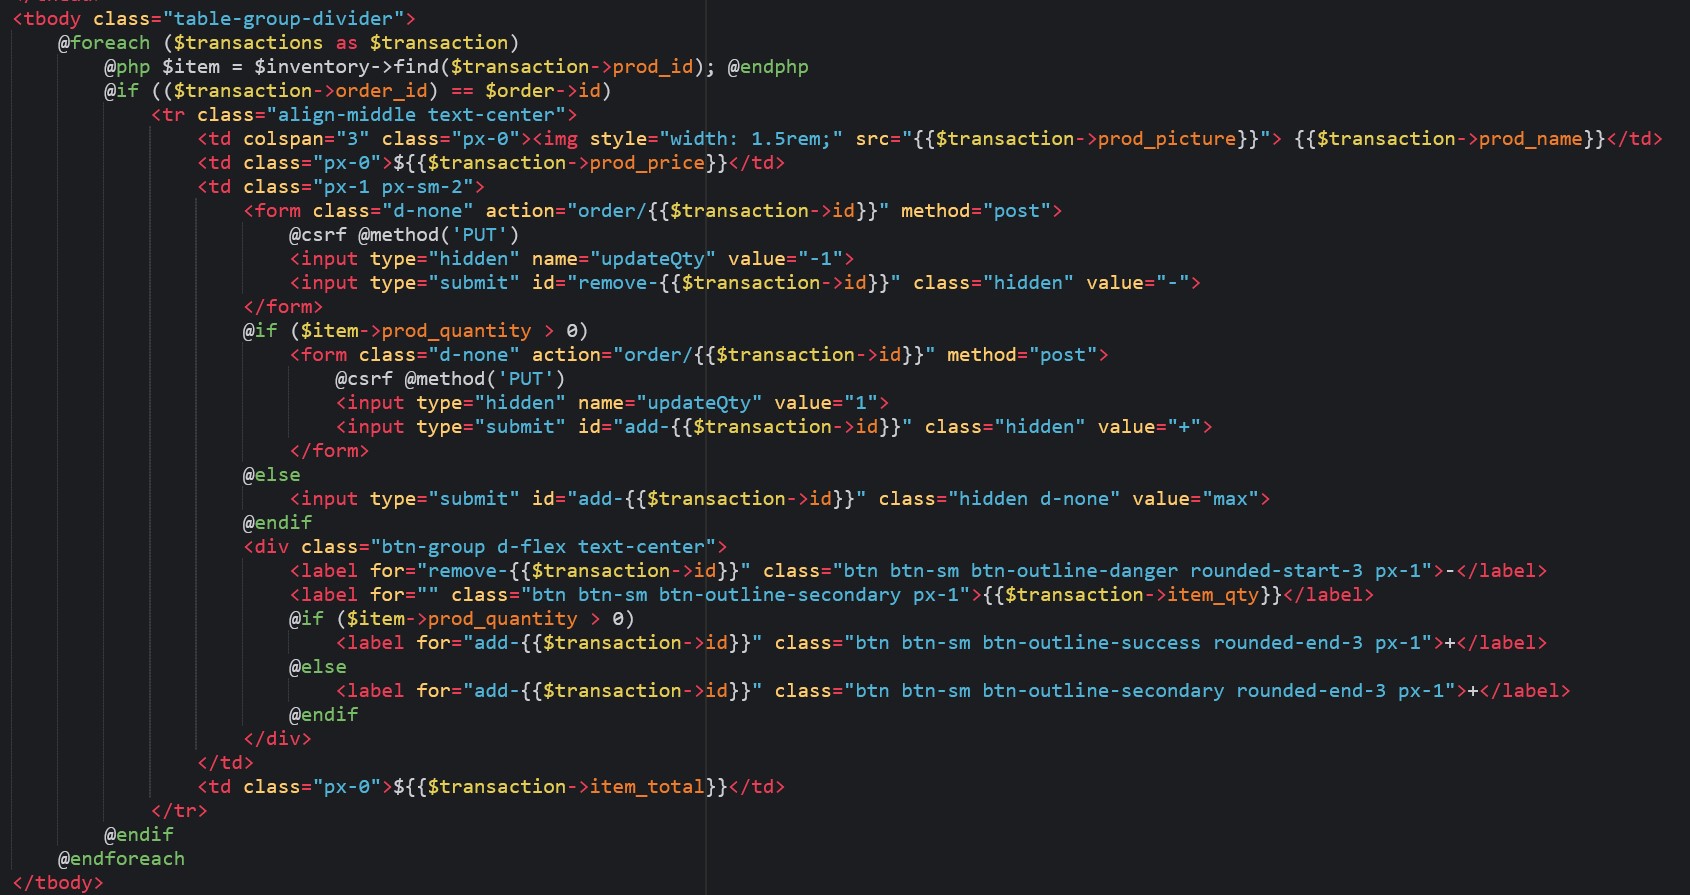 <tbody class="table-group-divider">
@foreach ($transactions as $transaction)
@php $item = $inventory->find($transaction->prod_id); @endphp
@if (($transaction->order_id) == $order->id)
<tr class="align-middle text-center">
<td colspan="3" class="px-0"><img style="width: 1.5rem;" src="{{$transaction->prod_picture}}"> {{$transaction->prod_name}}</td>
<td class="px-0">${{$transaction->prod_price}}</td>
<td class="px-1 px-sm-2">
<form class="d-none" action="order/{{$transaction->id}}" method="post">
@csrf @method('PUT')
<input type="hidden" name="updateQty" value="-1">
<input type="submit" id="remove-{{$transaction->id}}" class="hidden" value="-">
</form>
@if ($item->prod_quantity > 0)
<form class="d-none" action="order/{{$transaction->id}}" method="post">
@csrf @method('PUT')
<input type="hidden" name="updateQty" value="1">
<input type="submit" id="add-{{$transaction->id}}" class="hidden" value="+">
</form>
@else
<input type="submit" id="add-{{$transaction->id}}" class="hidden d-none" value="max">
@endif
<div class="btn-group d-flex text-center">
<label for="remove-{{$transaction->id}}" class="btn btn-sm btn-outline-danger rounded-start-3 px-1">-</label>
<label for="" class="btn btn-sm btn-outline-secondary px-1">{{$transaction->item_qty}}</label>
@if ($item->prod_quantity > 0)
<label for="add-{{$transaction->id}}" class="btn btn-sm btn-outline-success rounded-end-3 px-1">+</label>
@else
<label for="add-{{$transaction->id}}" class="btn btn-sm btn-outline-secondary rounded-end-3 px-1">+</label>
@endif
</div>
</td>
<td class="px-0">${{$transaction->item_total}}</td>
</tr>
@endif
@endforeach
</tbody>